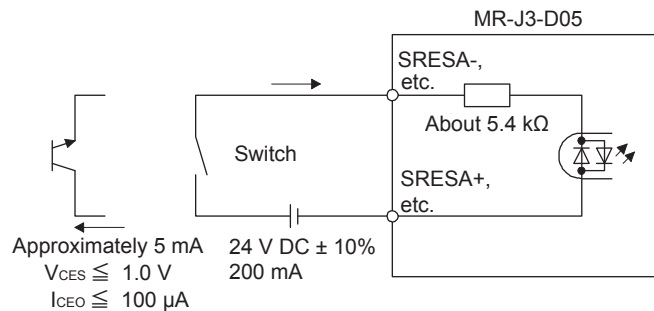 MR-J3-D05
SRESA-,
etc.
About 5.4 kΩ
Switch
SRESA+,
etc.
Approximately 5 mA
VCES ≦ 1.0 V
ICEO ≦ 100 µA
24 V DC ± 10%
200 mA